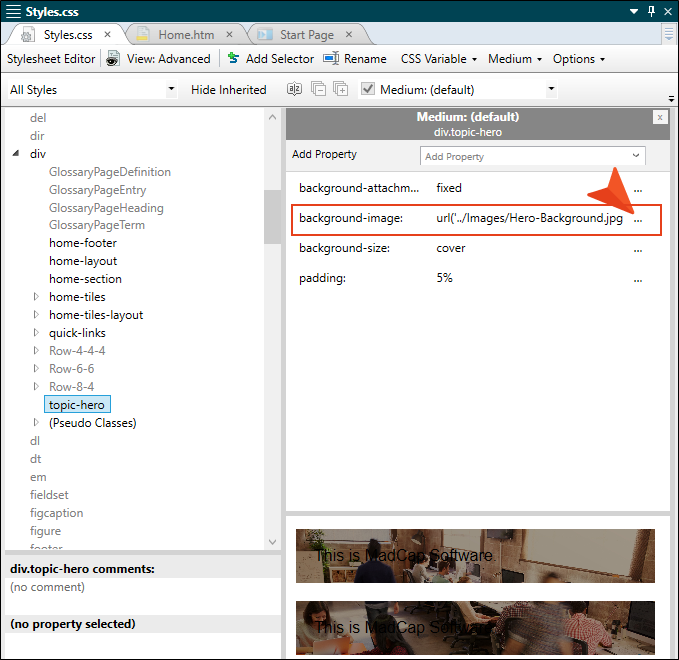 Styles.css
Styles.css
Home.htm
Start Page
Stylesheet Editor
View: Advanced
Add Selector
Rename
CSS Variable
Medium
Options
All Styles
Hide Inherited
Medium: (default)
del
dir
div
GlossaryPageDefinition
GlossaryPageEntry
GlossaryPageHeading
GlossaryPageTerm
home-footer
home-layout
home-section
home-tiles
home-tiles-layout
quick-links
Row-4-4-4
Row-6-6
Row-8-4
topic-hero
(Pseudo Classes)
dl
dt
em
fieldset
figcaption
figure
footer
div.topic-hero comments:
(no comment)
(no property selected)
Medium: (default)
div.topic-hero
Add Property
Add Property
background-attachm... fixed ...
background-image: url('../Images/Hero-Background.jpg ...
background-size: cover ...
padding: 5% ...
This is MadCap Software.
This is MadCap Software.